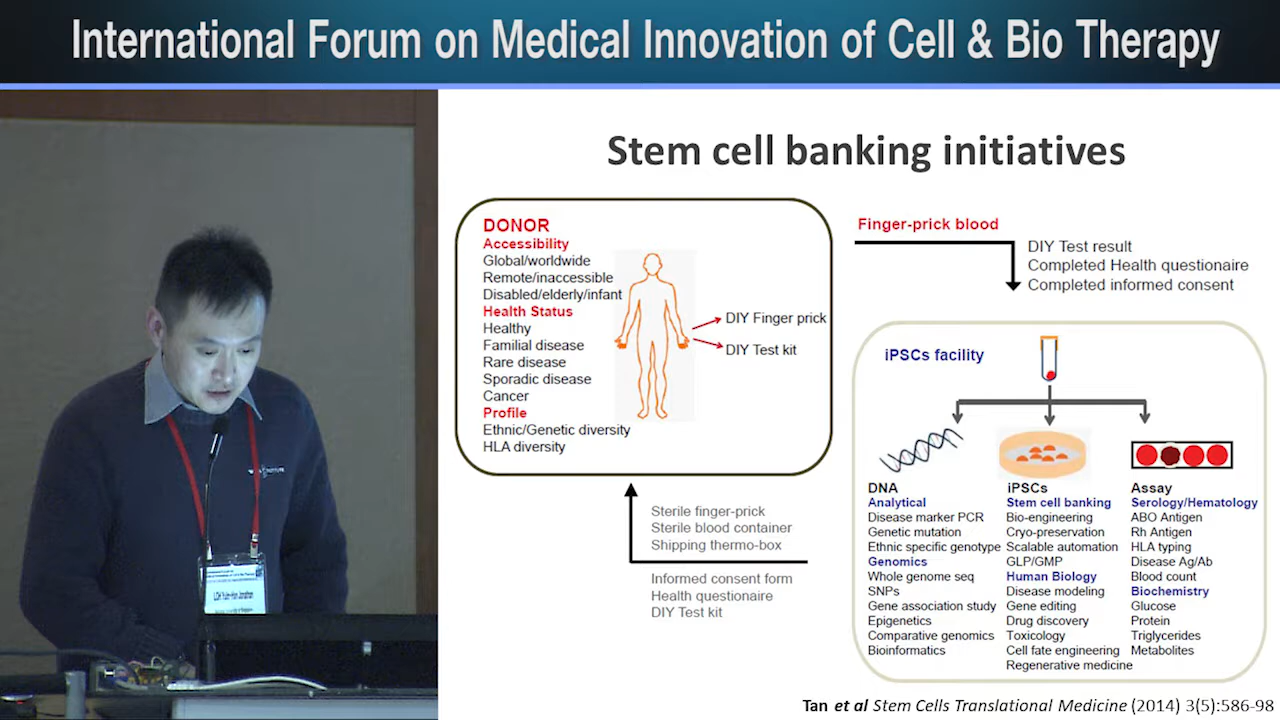 International Forum on Medical Innovation of Cell & Bio Therapy
Stem cell banking initiatives
DONOR
Accessibility
Global/worldwide
Remote/inaccessible
Disabled/elderly/infant
Health Status
Healthy
Familial disease
Rare disease
Sporadic disease
Cancer
Profile
Ethnic/Genetic diversity
HLA diversity
DIY Finger prick
DIY Test kit
Finger-prick blood
DIY Test result
Completed Health questionaire
Completed informed consent
Sterile finger-prick
Sterile blood container
Shipping thermo-box
Informed consent form
Health questionaire
DIY Test kit
iPSCs facility
DNA
Analytical
Disease marker PCR
Genetic mutation
Ethnic specific genotype
Genomics
Whole genome seq
SNPs
Gene association study
Epigenetics
Comparative genomics
Bioinformatics
iPSCs
Stem cell banking
Bio-engineering
Cryo-preservation
Scalable automation
GLP/GMP
Human Biology
Disease modeling
Gene editing
Drug discovery
Toxicology
Cell fate engineering
Regenerative medicine
Assay
Serology/Hematology
ABO Antigen
Rh Antigen
HLA typing
Disease Ag/Ab
Blood count
Biochemistry
Glucose
Protein
Triglycerides
Metabolites
Tan et al Stem Cells Translational Medicine (2014) 3(5):586-98